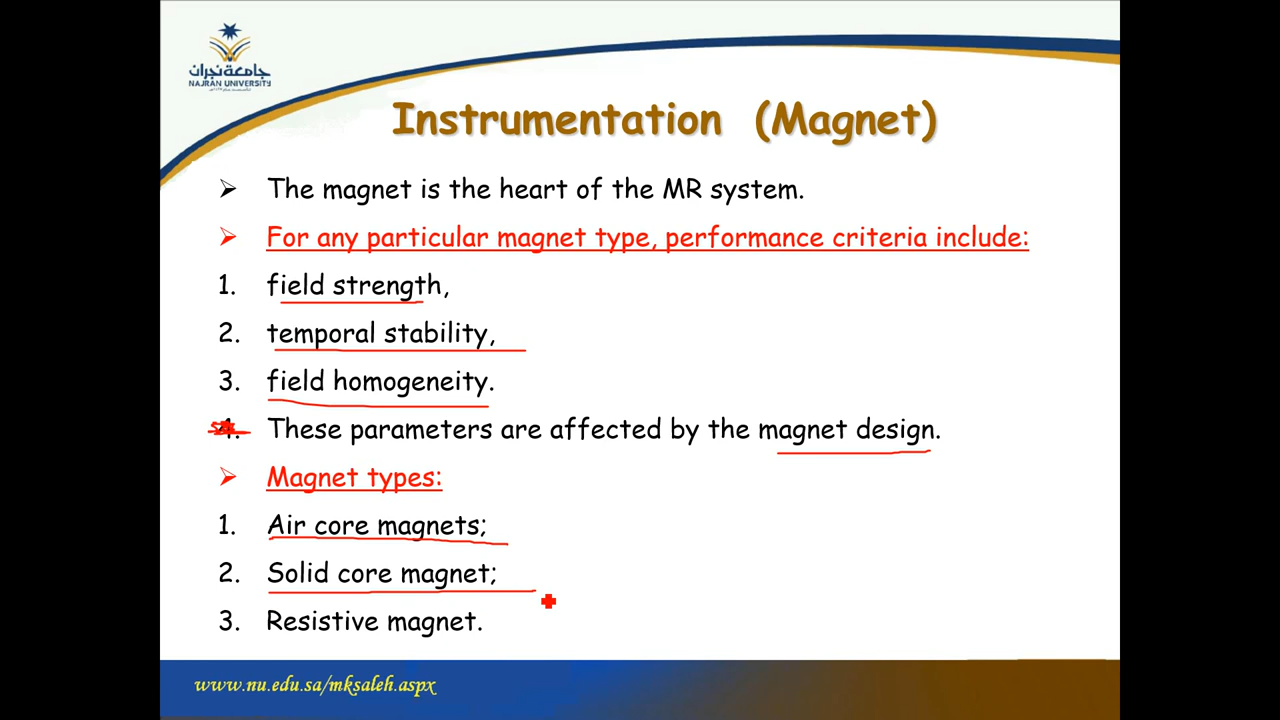 جامعة نجران
NAJRAN UNIVERSITY
Instrumentation (Magnet)
➢ The magnet is the heart of the MR system.
➢ For any particular magnet type, performance criteria include:
1. field strength,
2. temporal stability,
3. field homogeneity.
4. These parameters are affected by the magnet design.
➢ Magnet types:
1. Air core magnets;
2. Solid core magnet;
3. Resistive magnet.
www.nu.edu.sa/mksaleh.aspx